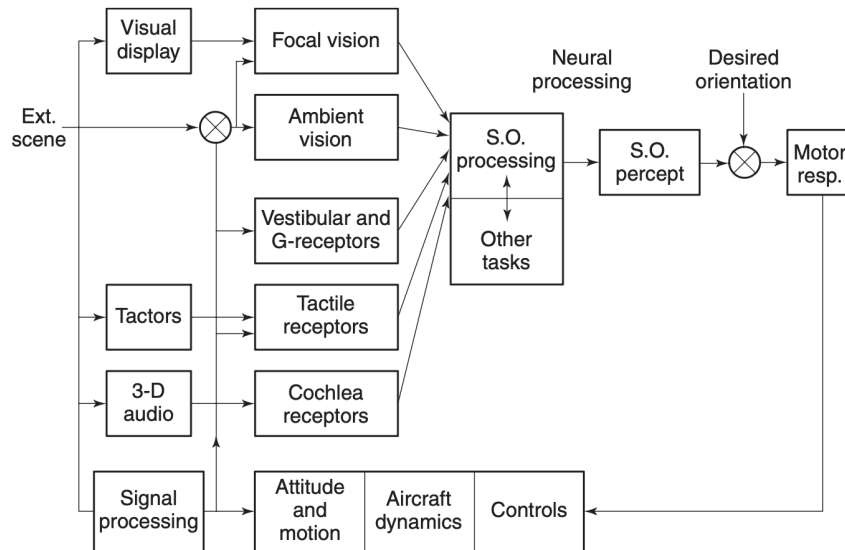 Visual
display
Focal vision
Neural
processing
Desired
orientation
Ext.
scene
Ambient
vision
S.O.
processing
S.O.
percept
Motor
resp.
Vestibular and
G-receptors
Other
tasks
Tactors
Tactile
receptors
3-D
audio
Cochlea
receptors
Signal
processing
Attitude
and
motion
Aircraft
dynamics
Controls